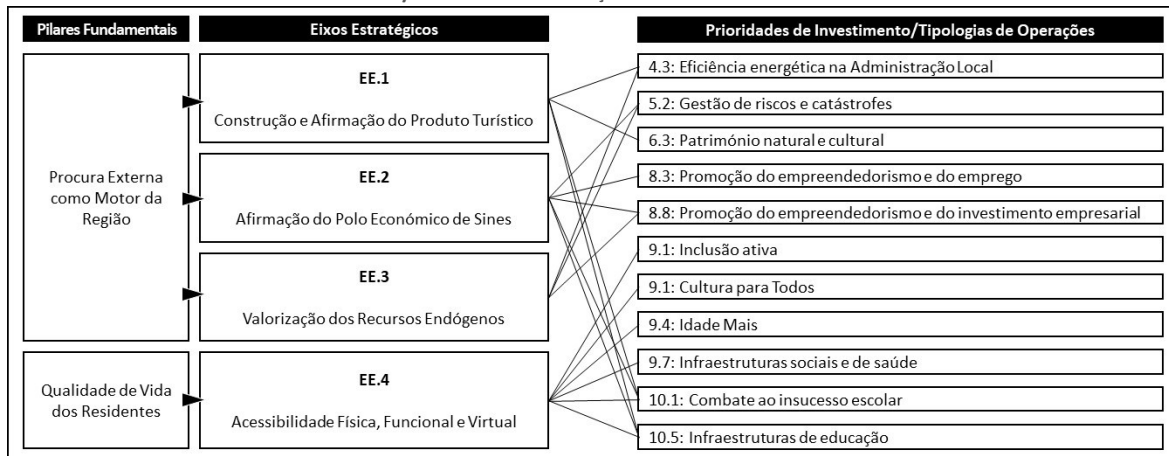 Pilares Fundamentais
Eixos Estratégicos
Prioridades de Investimento/Tipologias de Operações
Procura Externa
como Motor da
Região
Qualidade de Vida
dos Residentes
EE.1
Construção e Afirmação do Produto Turístico
EE.2
Afirmação do Polo Económico de Sines
EE.3
Valorização dos Recursos Endógenos
EE.4
Acessibilidade Física, Funcional e Virtual
4.3: Eficiência energética na Administração Local
5.2: Gestão de riscos e catástrofes
6.3: Património natural e cultural
8.3: Promoção do empreendedorismo e do emprego
8.8: Promoção do empreendedorismo e do investimento empresarial
9.1: Inclusão ativa
9.1: Cultura para Todos
9.4: Idade Mais
9.7: Infraestruturas sociais e de saúde
10.1: Combate ao insucesso escolar
10.5: Infraestruturas de educação